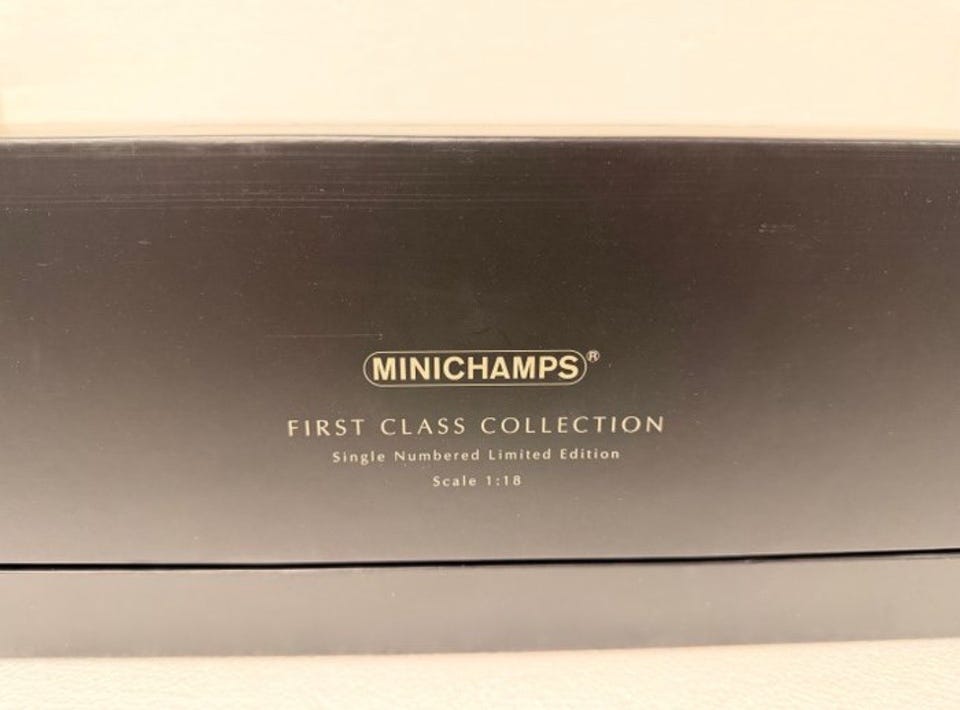 MINICHAMPS®
FIRST CLASS COLLECTION
Single Numbered Limited Edition
Scale 1:18